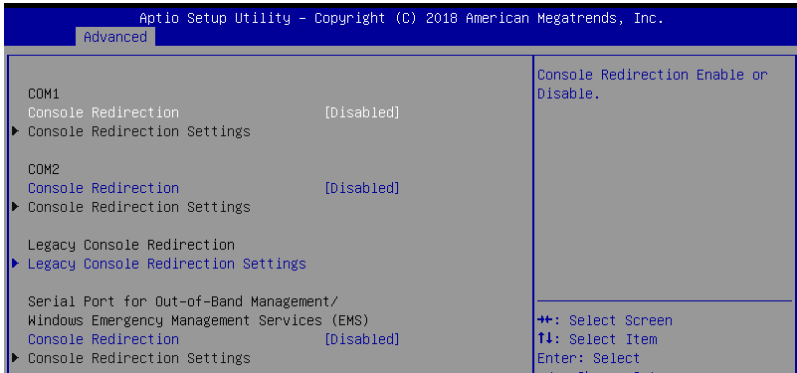 Aptio Setup Utility – Copyright (C) 2018 American Megatrends, Inc.
Advanced
COM1
Console Redirection [Disabled]
Console Redirection Settings
COM2
Console Redirection [Disabled]
Console Redirection Settings
Legacy Console Redirection
Legacy Console Redirection Settings
Serial Port for Out-of-Band Management/
Windows Emergency Management Services (EMS)
Console Redirection [Disabled]
Console Redirection Settings
Console Redirection Enable or
Disable.
→←: Select Screen
↑↓: Select Item
Enter: Select